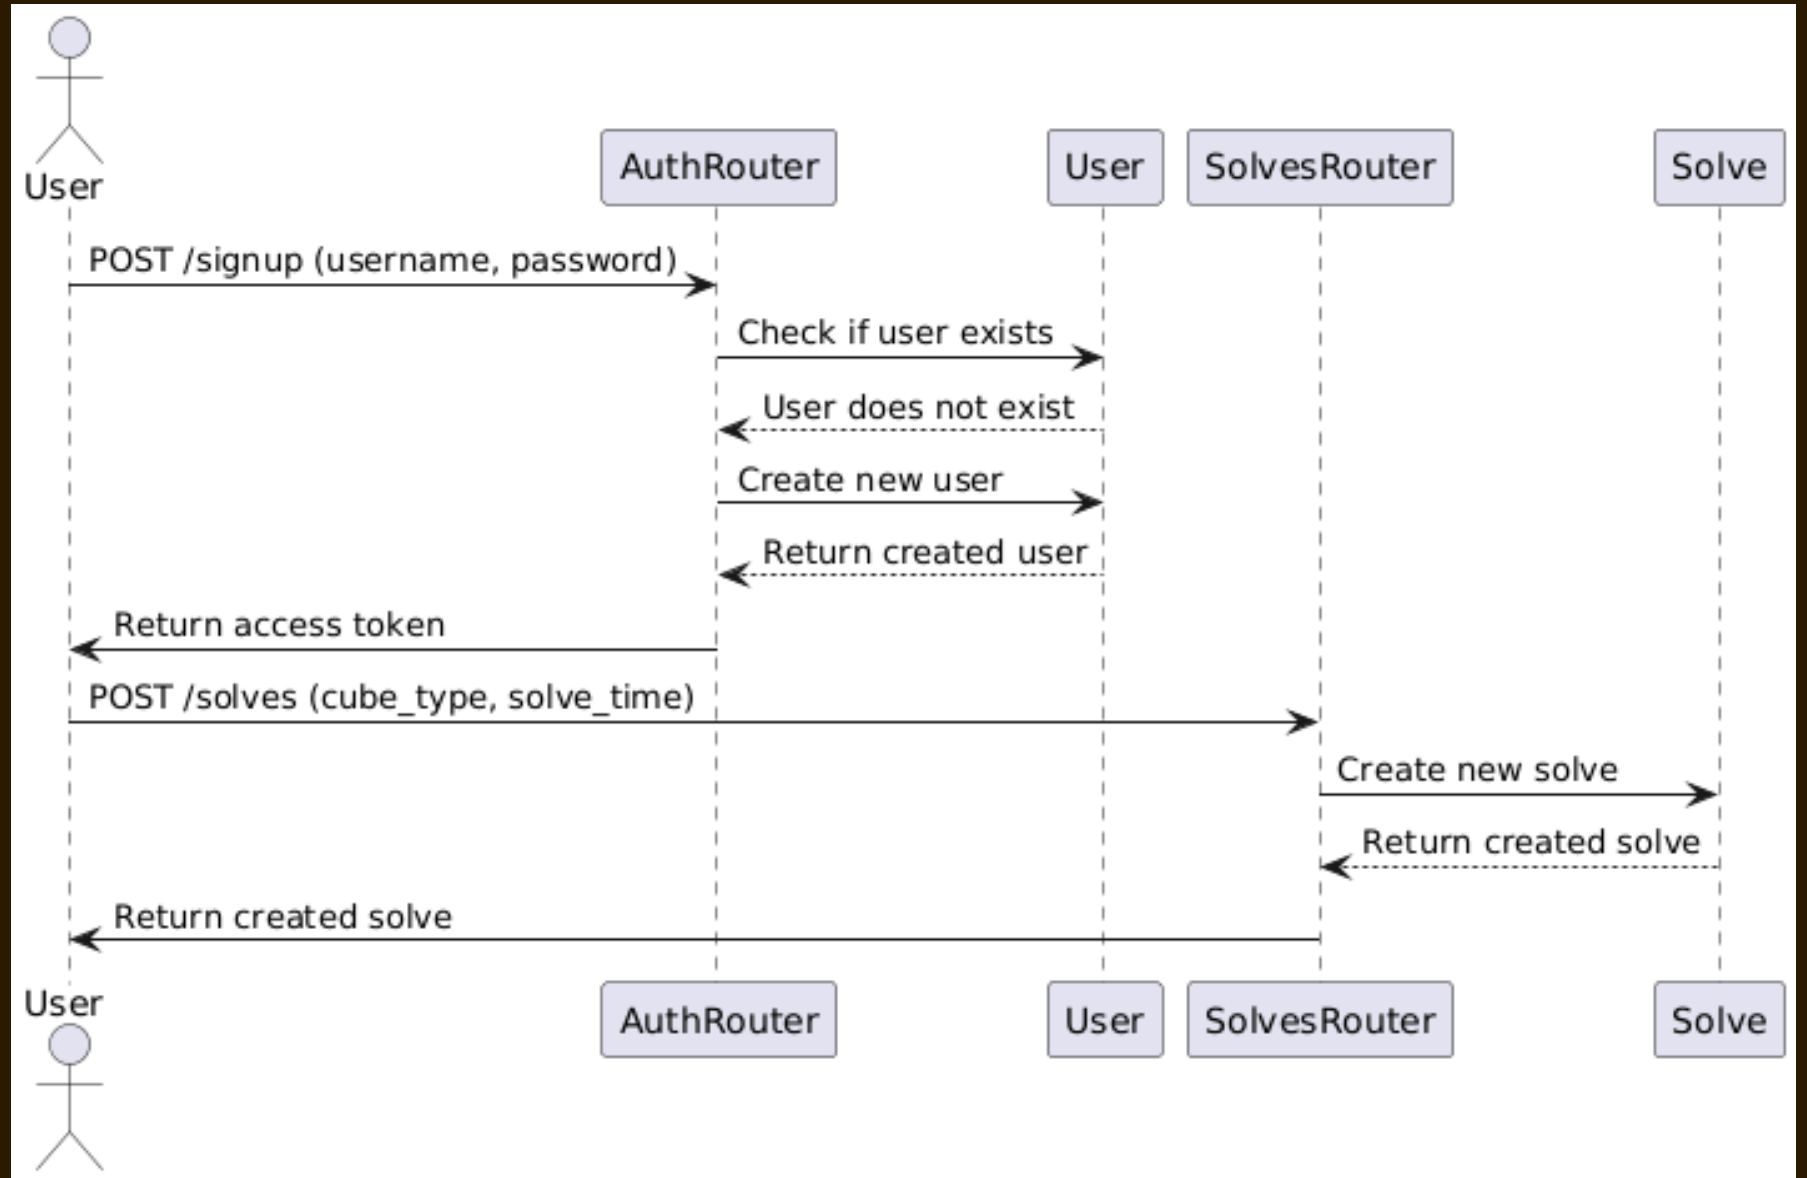 User
AuthRouter
User
SolvesRouter
Solve
POST /signup (username, password)
Check if user exists
User does not exist
Create new user
Return created user
Return access token
POST /solves (cube_type, solve_time)
Create new solve
Return created solve
Return created solve
User
AuthRouter
User
SolvesRouter
Solve